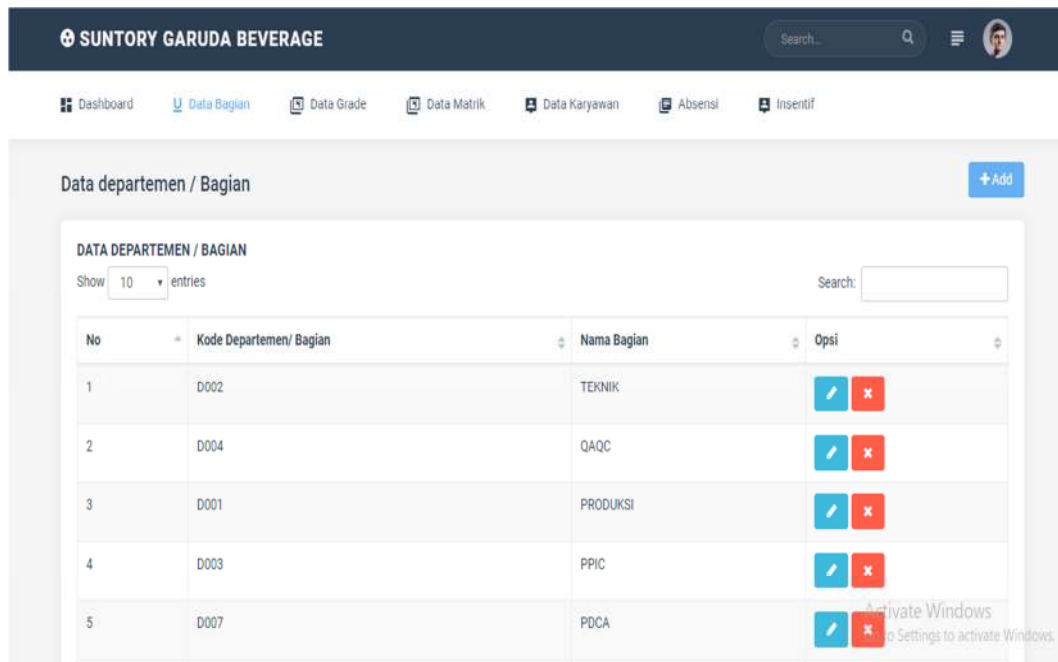 SUNTORY GARUDA BEVERAGE Search...
Dashboard Data Bagian Data Grade Data Matrik Data Karyawan Absensi Insentif
Data departemen / Bagian +Add
DATA DEPARTEMEN / BAGIAN
Show 10 entries Search:
No Kode Departemen/ Bagian Nama Bagian Opsi
1 D002 TEKNIK
2 D004 QAQC
3 D001 PRODUKSI
4 D003 PPIC
Activate Windows
5 D007 PDCA
to Settings to activate Windows.